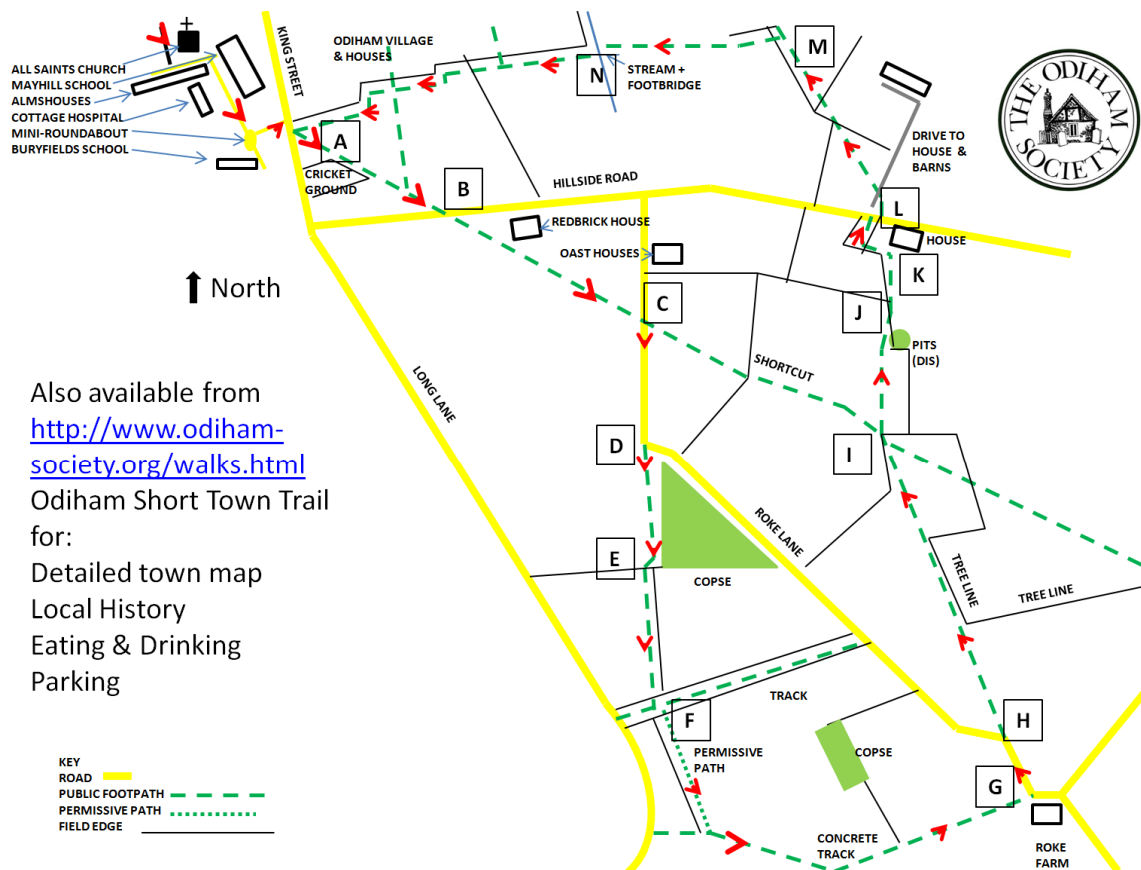 ALL SAINTS CHURCH
MAYHILL SCHOOL
ALMSHOUSES
COTTAGE HOSPITAL
MINI-ROUNDABOUT
BURYFIELDS SCHOOL
KING STREET
ODIHAM VILLAGE
& HOUSES
N
STREAM +
FOOTBRIDGE
M
DRIVE TO
HOUSE &
BARNS
THE ODIHAM
SOCIETY
A
CRICKET
GROUND
B
HILLSIDE ROAD
REDBRICK HOUSE
OAST HOUSES
L
HOUSE
K
North
C
J
PITS
(DIS)
SHORTCUT
LONG LANE
Also available from
http://www.odiham-
society.org/walks.html
Odiham Short Town Trail
for:
Detailed town map
Local History
Eating & Drinking
Parking
D
I
ROKE LANE
E
COPSE
TREE LINE
TREE LINE
TRACK
F
PERMISSIVE
PATH
COPSE
H
G
CONCRETE
TRACK
ROKE
FARM
KEY
ROAD
PUBLIC FOOTPATH
PERMISSIVE PATH
FIELD EDGE